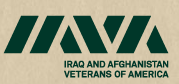 IAVA
IRAQ AND AFGHANISTAN
VETERANS OF AMERICA